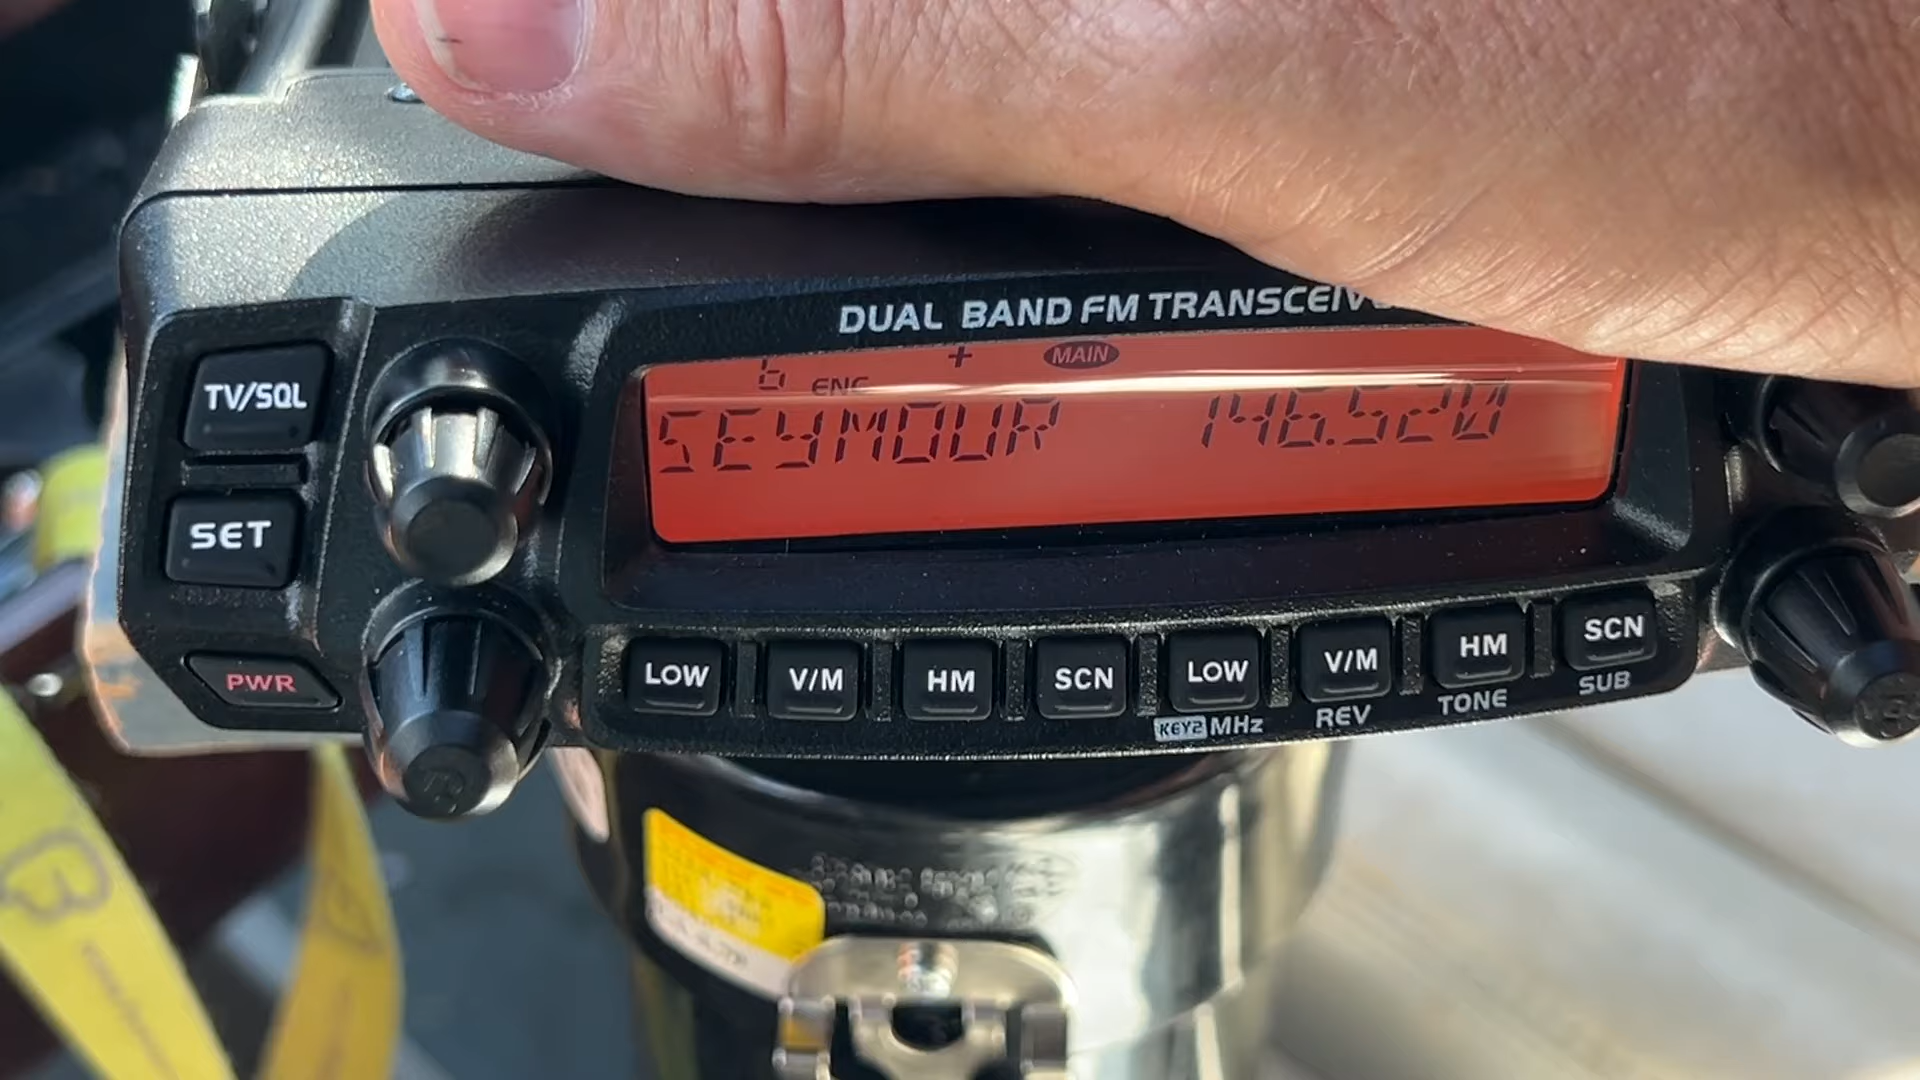 DUAL BAND FM TRANSCEIV
6 ENC + MAIN
SEYMOUR 146.520
TV/SQL
SET
PWR
LOW V/M HM SCN LOW V/M HM SCN
KEY2 MHz REV TONE SUB